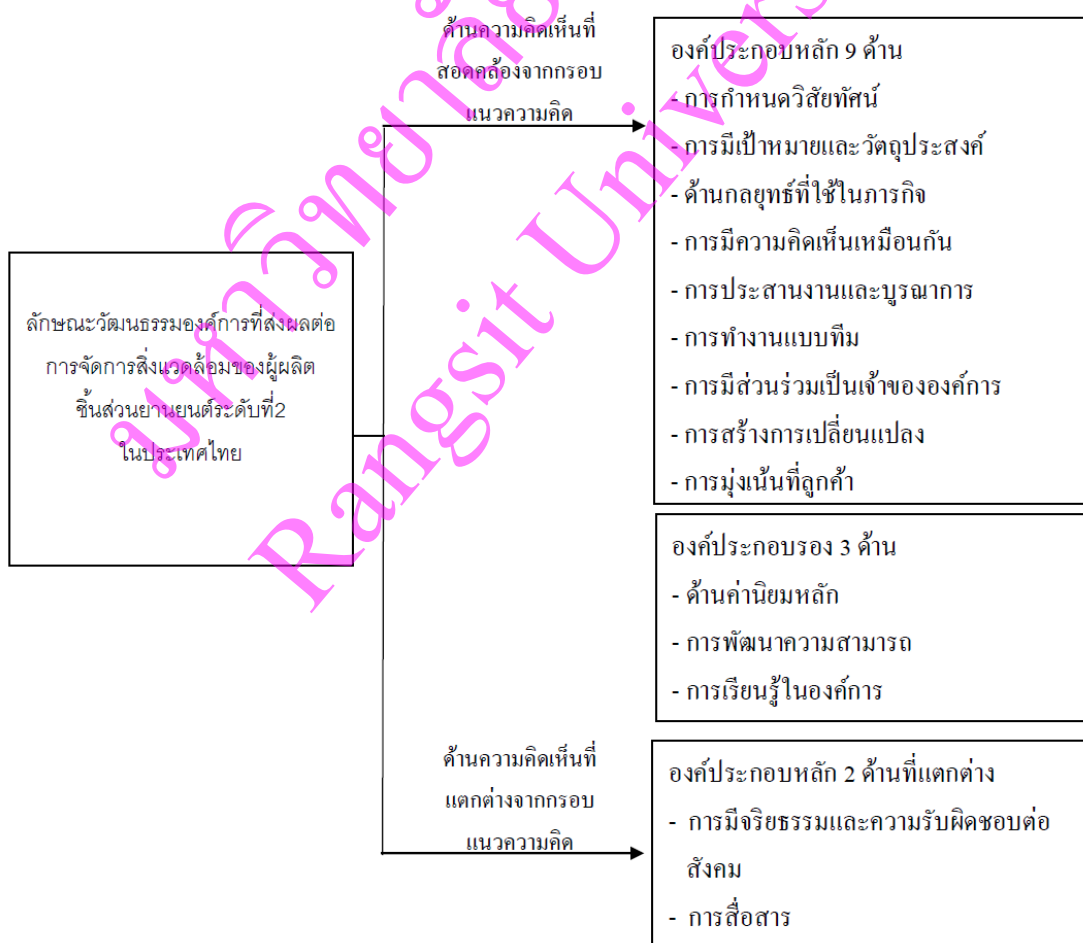 ด้านความคิดเห็นที่
สอดคล้องจากกรอบ
แนวความคิด
องค์ประกอบหลัก 9 ด้าน
- การกำหนดวิสัยทัศน์
- การมีเป้าหมายและวัตถุประสงค์
- ด้านกลยุทธ์ที่ใช้ในภารกิจ
- การมีความคิดเห็นเหมือนกัน
- การประสานงานและบูรณาการ
- การทำงานแบบทีม
- การมีส่วนร่วมเป็นเจ้าขององค์การ
- การสร้างการเปลี่ยนแปลง
- การมุ่งเน้นที่ลูกค้า
ลักษณะวัฒนธรรมองค์การที่ส่งผลต่อ
การจัดการสิ่งแวดล้อมของผู้ผลิต
ชิ้นส่วนยานยนต์ระดับที่2
ในประเทศไทย
องค์ประกอบรอง 3 ด้าน
- ด้านค่านิยมหลัก
- การพัฒนาความสามารถ
- การเรียนรู้ในองค์การ
ด้านความคิดเห็นที่
แตกต่างจากกรอบ
แนวความคิด
องค์ประกอบหลัก 2 ด้านที่แตกต่าง
- การมีจริยธรรมและความรับผิดชอบต่อ
สังคม
- การสื่อสาร
Rangsit Univers